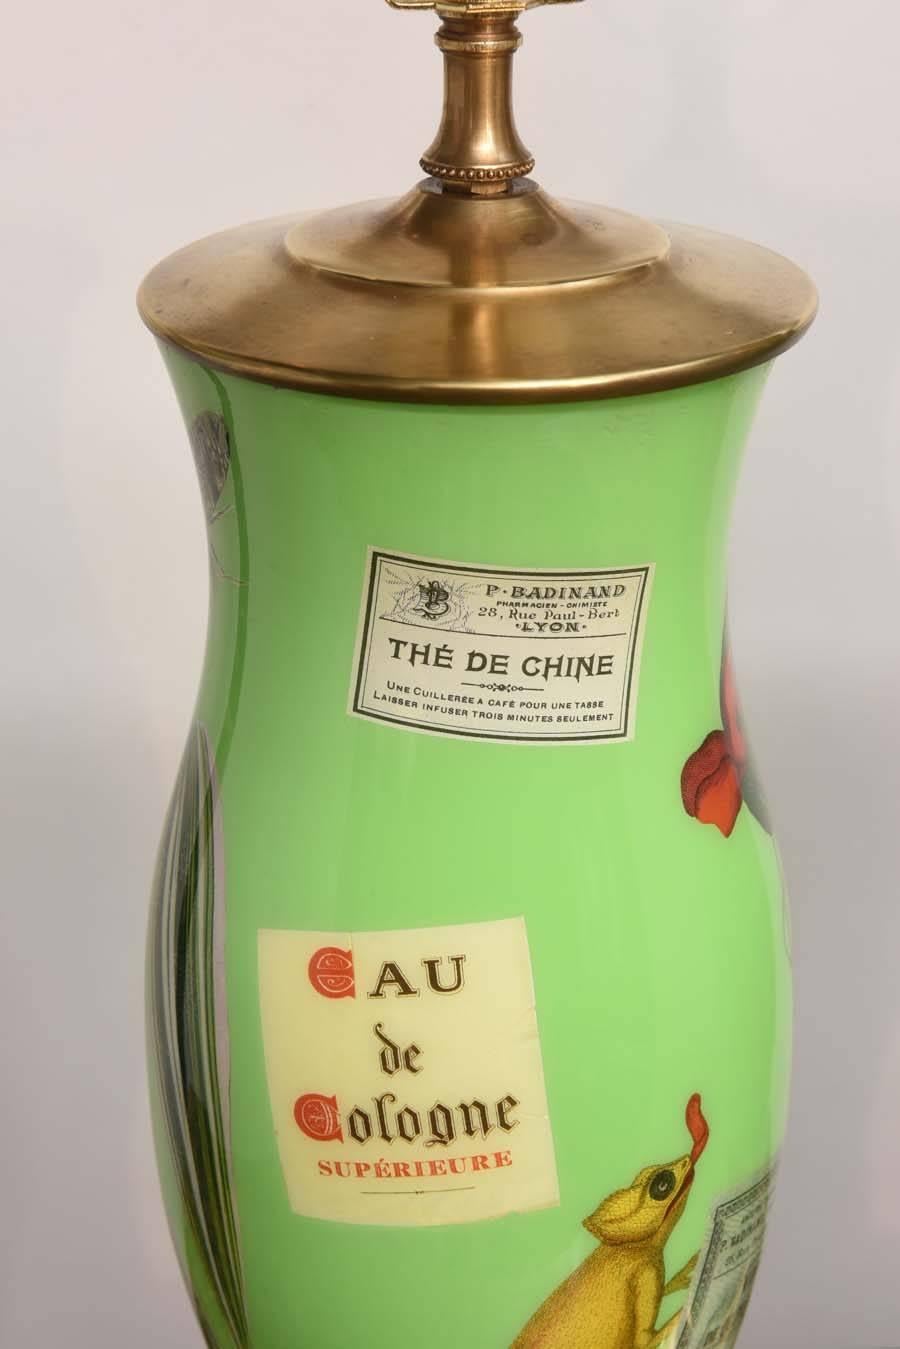 P. BADINAND
PHARMACIEN - CHIMISTE
28, Rue Paul-Bert
LYON
THÉ DE CHINE
UNE CUILLERÉE A CAFÉ POUR UNE TASSE
LAISSER INFUSER TROIS MINUTES SEULEMENT
EAU
de
Cologne
SUPÉRIEURE
P. BADINAND